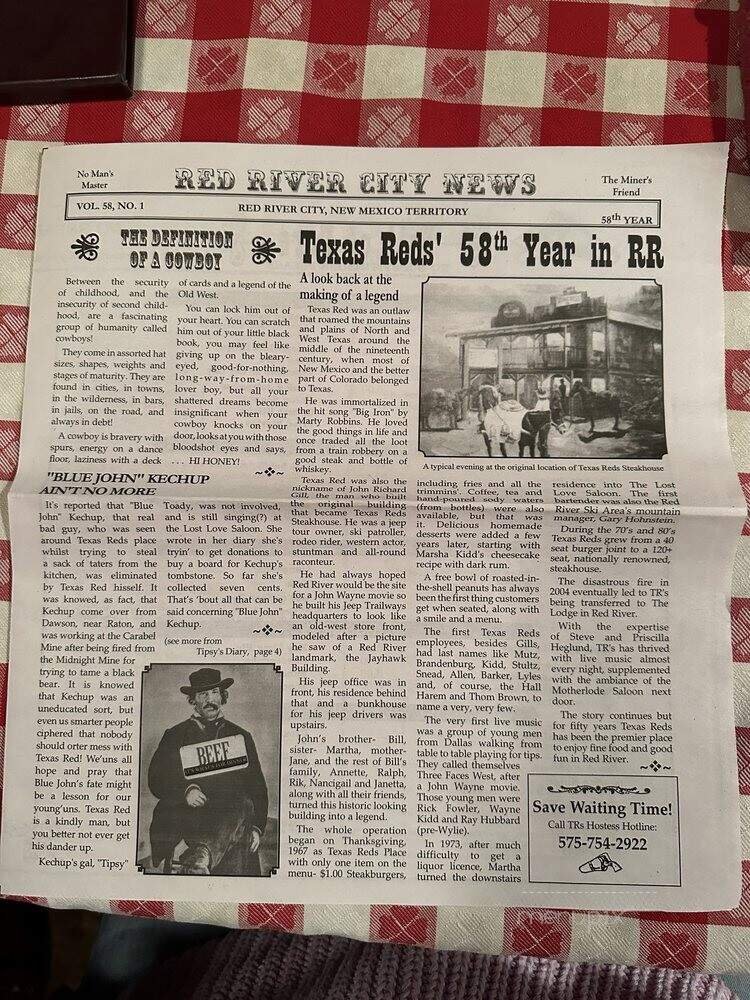 No Man's
Master
RED RIVER CITY NEWS
The Miner's
Friend
VOL. 58, NO. 1
RED RIVER CITY, NEW MEXICO TERRITORY
58th YEAR
THE DEFINITION
OF A COWBOY
Between the security
of childhood, and the
insecurity of second child-
hood, are a fascinating
group of humanity called
cowboys!
They come in assorted hat
sizes, shapes, weights and
stages of maturity. They are
found in cities, in towns,
in the wilderness, in bars,
in jails, on the road, and
always in debt!
A cowboy is bravery with
spurs, energy on a dance
floor, laziness with a deck
of cards and a legend of the
Old West.
You can lock him out of
your heart. You can scratch
him out of your little black
book, you may feel like
giving up on the bleary-
eyed, good-for-nothing,
long-way-from-home
lover boy, but all your
shattered dreams become
insignificant when your
cowboy knocks on your
door, looks at you with those
bloodshot eyes and says,
. . . HI HONEY!
"BLUE JOHN" KECHUP
AIN'T NO MORE
It's reported that "Blue
John" Kechup, that real
bad guy, who was seen
around Texas Reds place
whilst trying to steal
a sack of taters from the
kitchen, was eliminated
by Texas Red hisself. It
was knowed, as fact, that
Kechup come over from
Dawson, near Raton, and
was working at the Carabel
Mine after being fired from
the Midnight Mine for
trying to tame a black
bear. It is knowed
that Kechup was an
uneducated sort, but
even us smarter people
ciphered that nobody
should orter mess with
Texas Red! We'uns all
hope and pray that
Blue John's fate might
be a lesson for our
young'uns. Texas Red
is a kindly man, but
you better not ever get
his dander up.
Kechup's gal, "Tipsy"
Toady, was not involved,
and is still singing(?) at
the Lost Love Saloon. She
wrote in her diary she's
tryin' to get donations to
buy a board for Kechup's
tombstone. So far she's
collected seven cents.
That's 'bout all that can be
said concerning "Blue John"
Kechup.
(see more from
Tipsy's Diary, page 4)
BEEF
IT'S WHAT'S FOR DINNER
Texas Reds' 58th Year in RR
A look back at the
making of a legend
Texas Red was an outlaw
that roamed the mountains
and plains of North and
West Texas around the
middle of the nineteenth
century, when most of
New Mexico and the better
part of Colorado belonged
to Texas.
He was immortalized in
the hit song "Big Iron" by
Marty Robbins. He loved
the good things in life and
once traded all the loot
from a train robbery on a
good steak and bottle of
whiskey.
Texas Red was also the
nickname of John Richard
Gill, the man who built
the original building
that became Texas Reds
Steakhouse. He was a jeep
tour owner, ski patroller,
rodeo rider, western actor,
stuntman and all-round
raconteur.
He had always hoped
Red River would be the site
for a John Wayne movie so
he built his Jeep Trailways
headquarters to look like
an old-west store front,
modeled after a picture
he saw of a Red River
landmark, the Jayhawk
Building.
His jeep office was in
front, his residence behind
that and a bunkhouse
for his jeep drivers was
upstairs.
John's brother- Bill,
sister- Martha, mother-
Jane, and the rest of Bill's
family, Annette, Ralph,
Rik, Nancigail and Janetta,
along with all their friends,
turned this historic looking
building into a legend.
The whole operation
began on Thanksgiving,
1967 as Texas Reds Place
with only one item on the
menu- $1.00 Steakburgers,
A typical evening at the original location of Texas Reds Steakhouse
including fries and all the
trimmins'. Coffee, tea and
hand-poured sody waters
(from bottles) were also
available, but that was
it. Delicious homemade
desserts were added a few
years later, starting with
Marsha Kidd's cheesecake
recipe with dark rum.
A free bowl of roasted-in-
the-shell peanuts has always
been the first thing customers
get when seated, along with
a smile and a menu.
The first Texas Reds
employees, besides Gills,
had last names like Mutz,
Brandenburg, Kidd, Stultz,
Snead, Allen, Barker, Lyles
and, of course, the Hall
Harem and Thom Brown, to
name a very, very few.
The very first live music
was a group of young men
from Dallas walking from
table to table playing for tips.
They called themselves
Three Faces West, after
a John Wayne movie.
Those young men were
Rick Fowler, Wayne
Kidd and Ray Hubbard
(pre-Wylie).
In 1973, after much
difficulty to get a
liquor licence, Martha
turned the downstairs
residence into The Lost
Love Saloon. The first
bartender was also the Red
River Ski Area's mountain
manager, Gary Hohnstein.
During the 70's and 80's
Texas Reds grew from a 40
seat burger joint to a 120+
seat, nationally renowned,
steakhouse.
The disastrous fire in
2004 eventually led to TR's
being transferred to The
Lodge in Red River.
With the expertise
of Steve and Priscilla
Heglund, TR's has thrived
with live music almost
every night, supplemented
with the ambiance of the
Motherlode Saloon next
door.
The story continues but
for fifty years Texas Reds
has been the premier place
to enjoy fine food and good
fun in Red River.
Save Waiting Time!
Call TRs Hostess Hotline:
575-754-2922